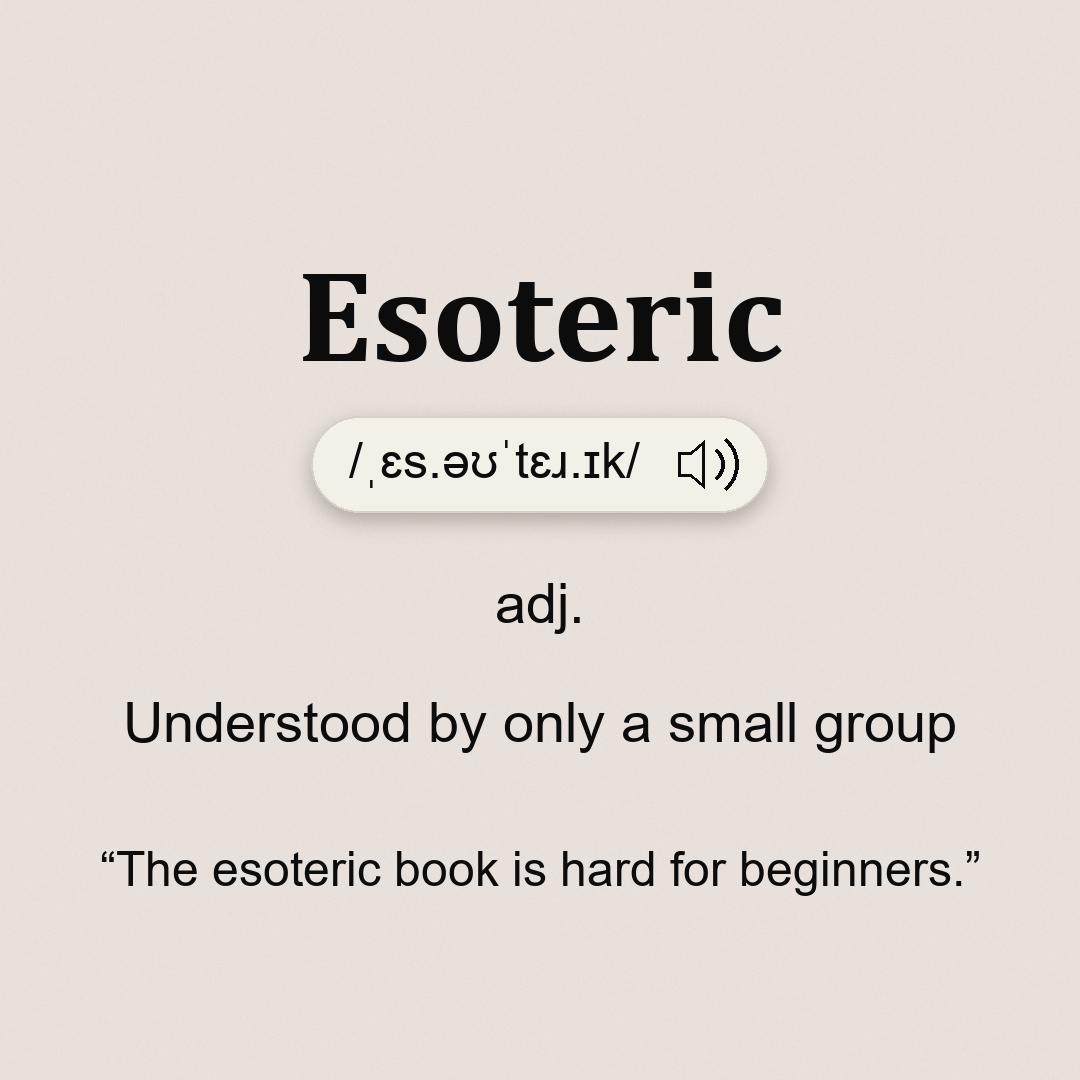 Esoteric
/ˌɛs.əʊˈtɛɹ.ɪk/
adj.
Understood by only a small group
“The esoteric book is hard for beginners.”